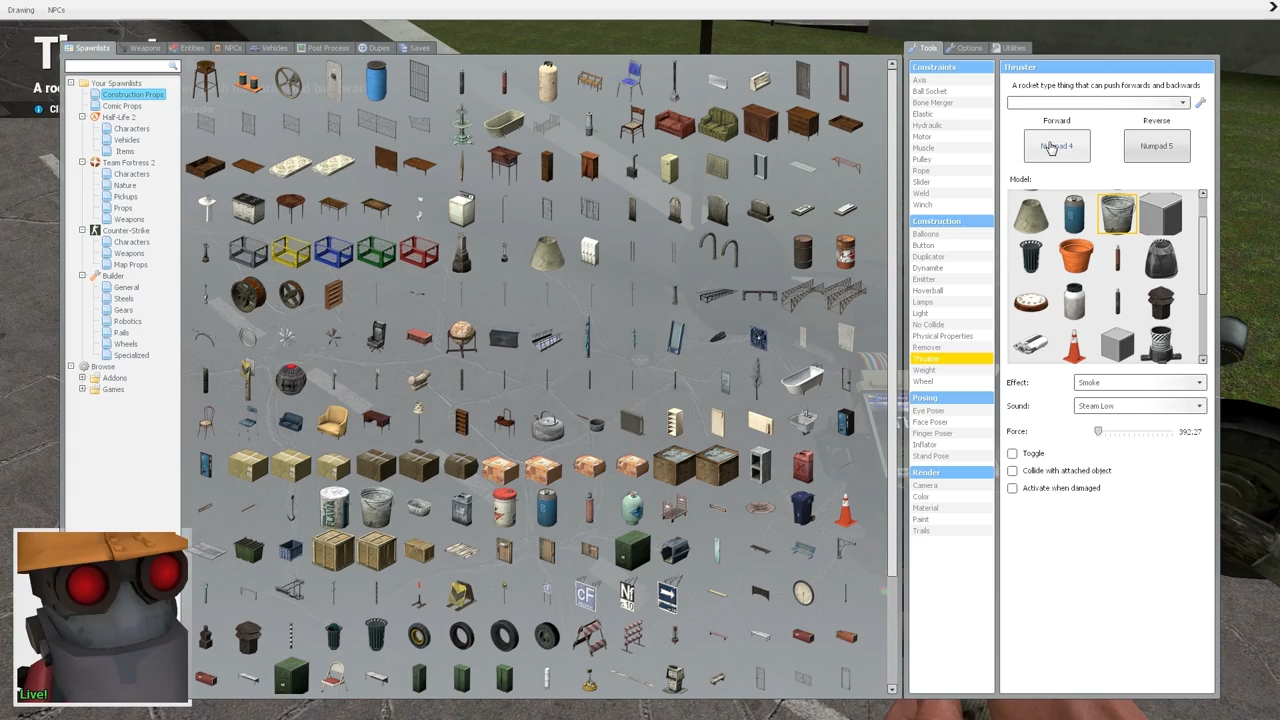 Drawing NPCs
Spawnlists Weapons Entities NPCs Vehicles Post Process Dupes Saves
Your Spawnlists
Construction Props
Comic Props
Half-Life 2
Characters
Vehicles
Items
Team Fortress 2
Characters
Nature
Pickups
Props
Weapons
Counter-Strike
Characters
Weapons
Map Props
Builder
General
Steels
Gears
Robotics
Rails
Wheels
Specialized
Browse
Addons
Games
Live!
Tools Options Utilities
Constraints
Axis
Ball Socket
Bone Merger
Elastic
Hydraulic
Motor
Muscle
Pulley
Rope
Slider
Weld
Winch
Construction
Balloons
Button
Duplicator
Dynamite
Emitter
Hoverball
Lamps
Light
No Collide
Physical Properties
Remover
Thruster
Weight
Wheel
Posing
Eye Poser
Face Poser
Finger Poser
Inflator
Stand Pose
Render
Camera
Color
Material
Paint
Trails
Thruster
A rocket type thing that can push forwards and backwards
Forward Reverse
Numpad 4 Numpad 5
Model:
Effect: Smoke
Sound: Steam Low
Force: 392.27
Toggle
Collide with attached object
Activate when damaged